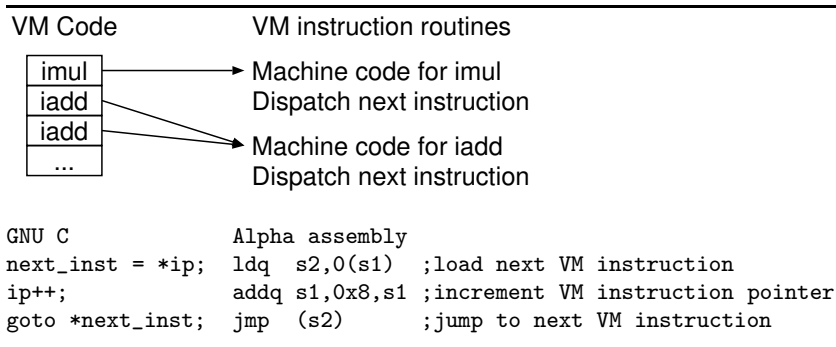 VM Code VM instruction routines
imul Machine code for imul
iadd Dispatch next instruction
iadd Machine code for iadd
... Dispatch next instruction
GNU C Alpha assembly
next_inst = *ip; ldq s2,0(s1) ;load next VM instruction
ip++; addq s1,0x8,s1 ;increment VM instruction pointer
goto *next_inst; jmp (s2) ;jump to next VM instruction